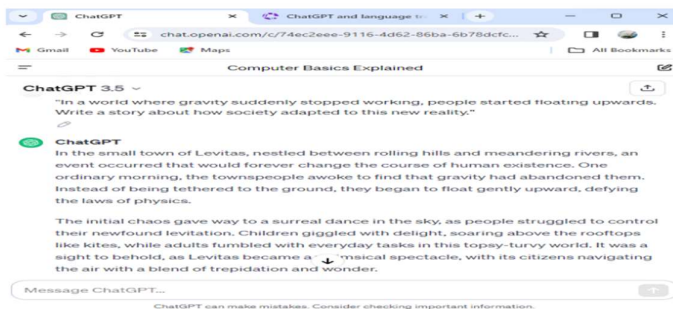 ChatGPT
ChatGPT and language t
chat.openai.com/c/74ec2eee-9116-4d62-86ba-6b78dcfc...
Gmail YouTube Maps All Bookmarks
Computer Basics Explained
ChatGPT 3.5
"In a world where gravity suddenly stopped working, people started floating upwards.
Write a story about how society adapted to this new reality."
ChatGPT
In the small town of Levitas, nestled between rolling hills and meandering rivers, an
event occurred that would forever change the course of human existence. One
ordinary morning, the townspeople awoke to find that gravity had abandoned them.
Instead of being tethered to the ground, they began to float gently upward, defying
the laws of physics.
The initial chaos gave way to a surreal dance in the sky, as people struggled to control
their newfound levitation. Children giggled with delight, soaring above the rooftops
like kites, while adults fumbled with everyday tasks in this topsy-turvy world. It was a
sight to behold, as Levitas became a msical spectacle, with its citizens navigating
the air with a blend of trepidation and wonder.
Message ChatGPT...
ChatGPT can make mistakes. Consider checking important information.